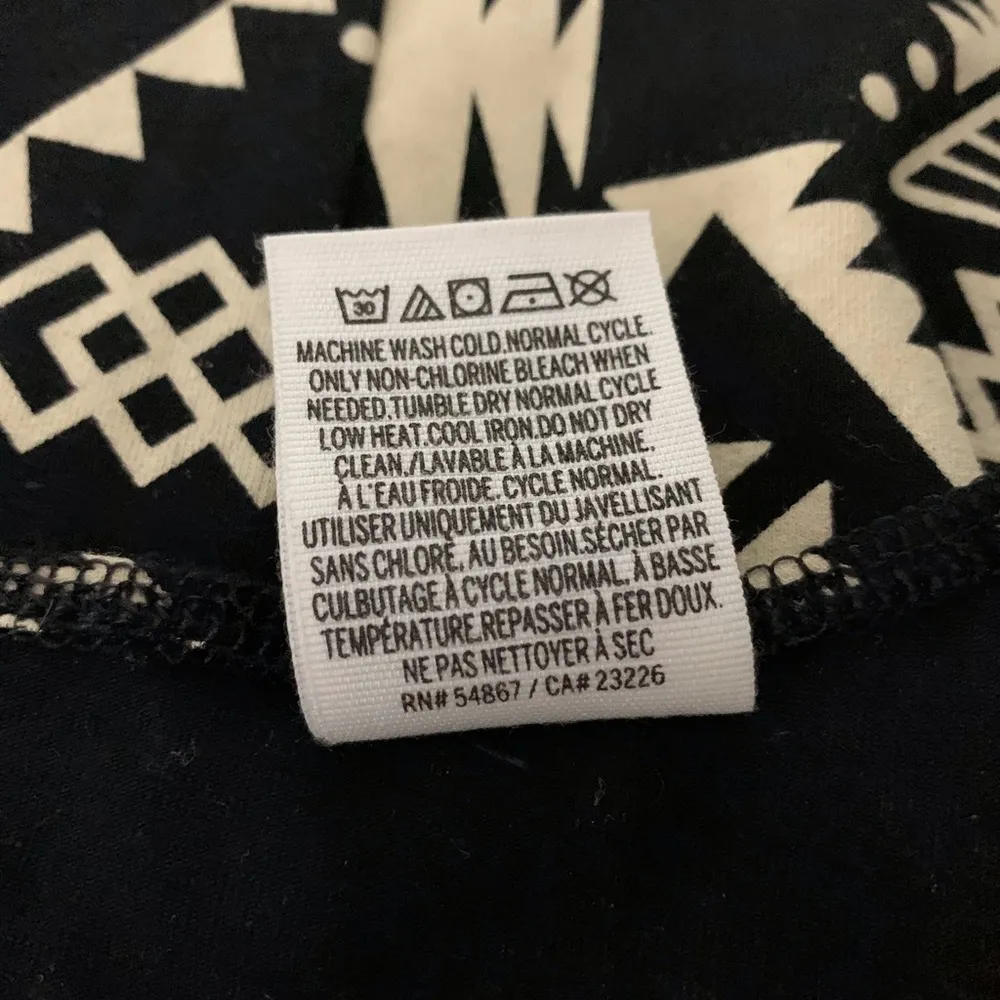 30
MACHINE WASH COLD.NORMAL CYCLE.
ONLY NON-CHLORINE BLEACH WHEN
NEEDED.TUMBLE DRY NORMAL CYCLE
LOW HEAT.COOL IRON.DO NOT DRY
CLEAN./LAVABLE À LA MACHINE.
À L'EAU FROIDE. CYCLE NORMAL.
UTILISER UNIQUEMENT DU JAVELLISANT
SANS CHLORE, AU BESOIN.SÉCHER PAR
CULBUTAGE À CYCLE NORMAL, À BASSE
TEMPÉRATURE.REPASSER À FER DOUX.
NE PAS NETTOYER À SEC
RN# 54867 / CA# 23226